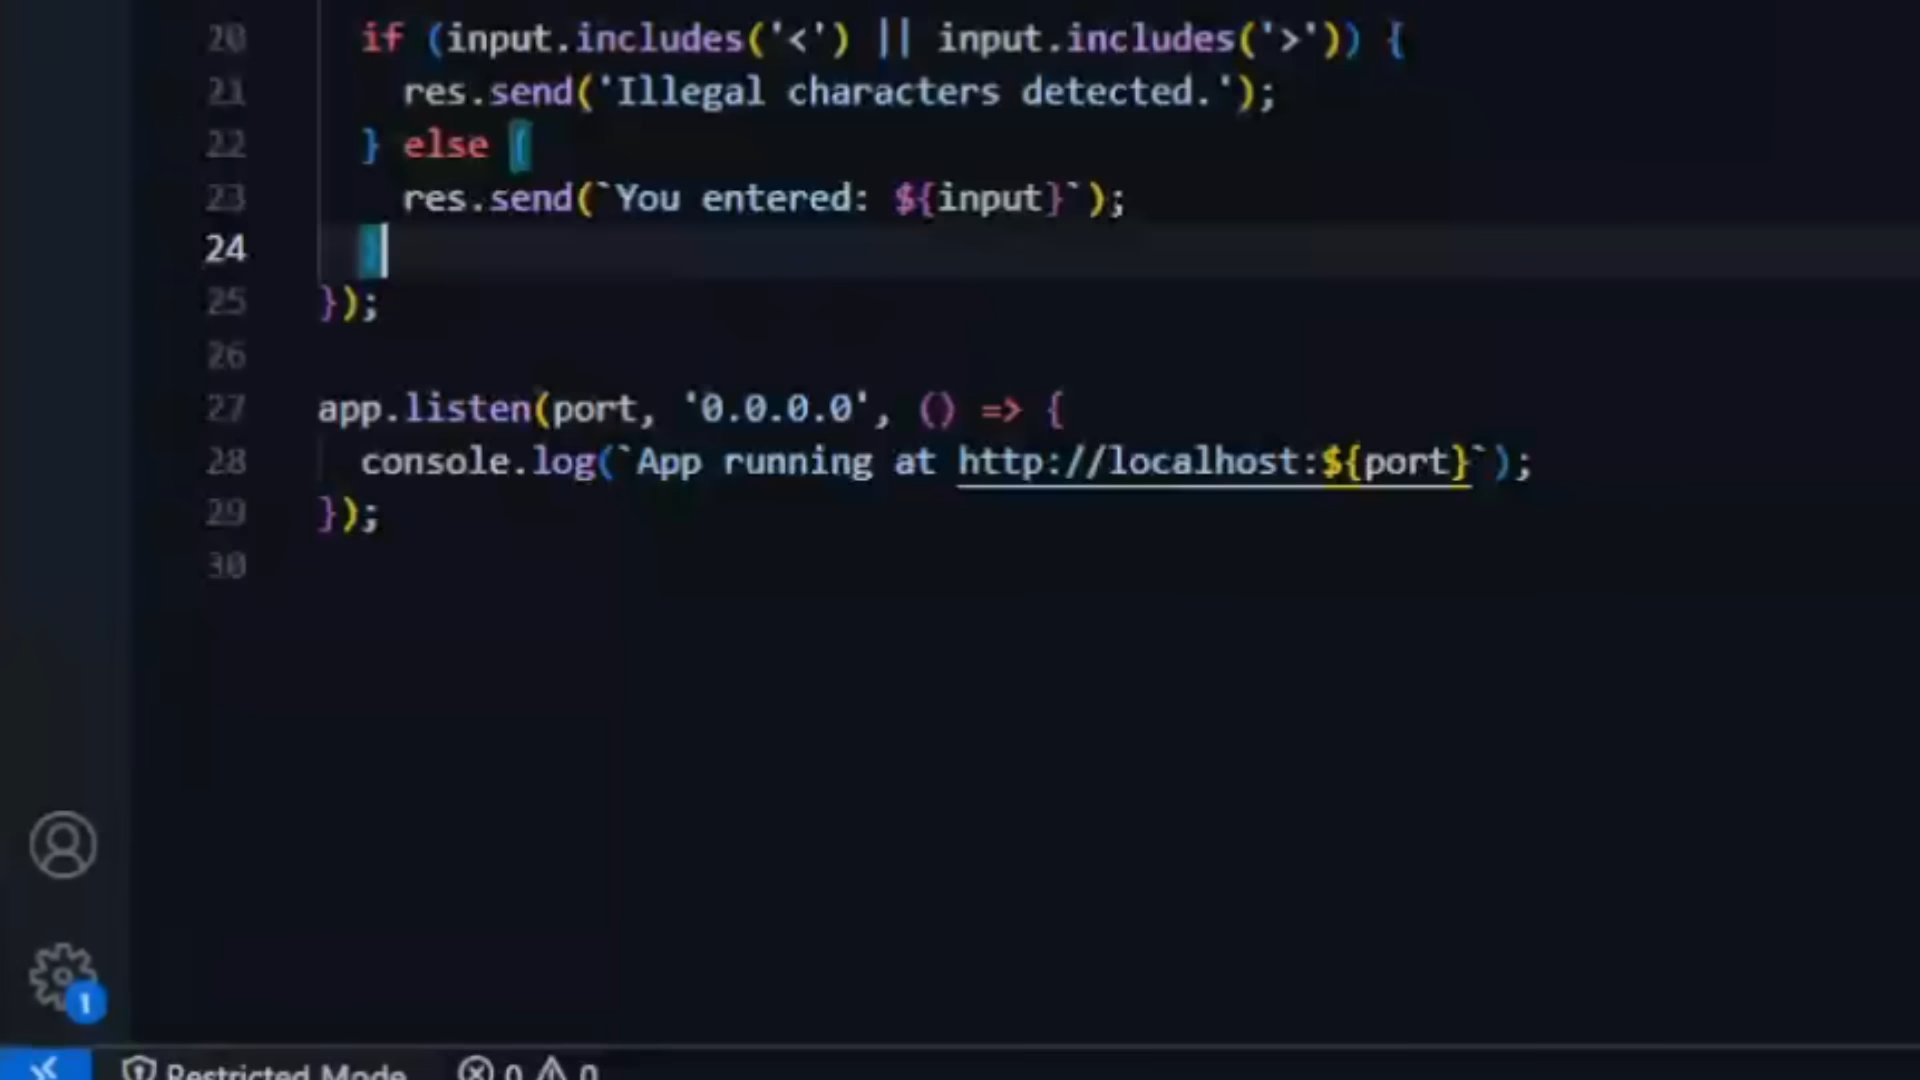 20 if (input.includes('<') || input.includes('>')) {
21 res.send('Illegal characters detected.');
22 } else {
23 res.send(`You entered: ${input}`);
24 }
25 });
26
27 app.listen(port, '0.0.0.0', () => {
28 console.log(`App running at http://localhost:${port}`);
29 });
30
1
Restricted Mode 0 0